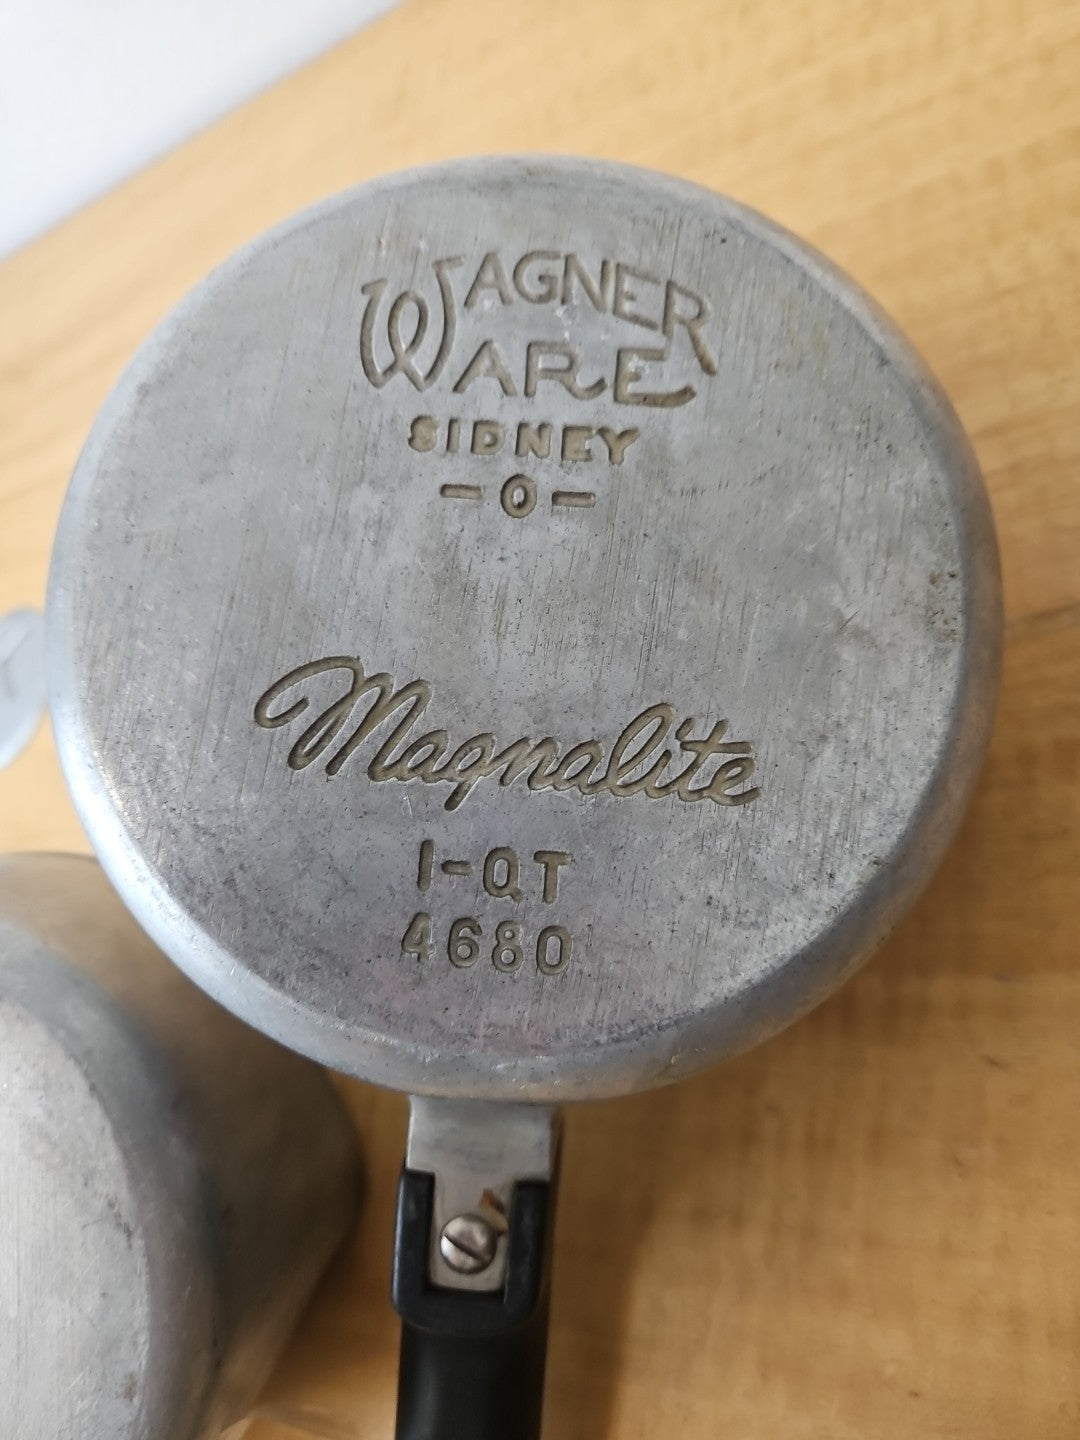 WAGNER
WARE
SIDNEY
-O-
Magnalite
1-QT
4680